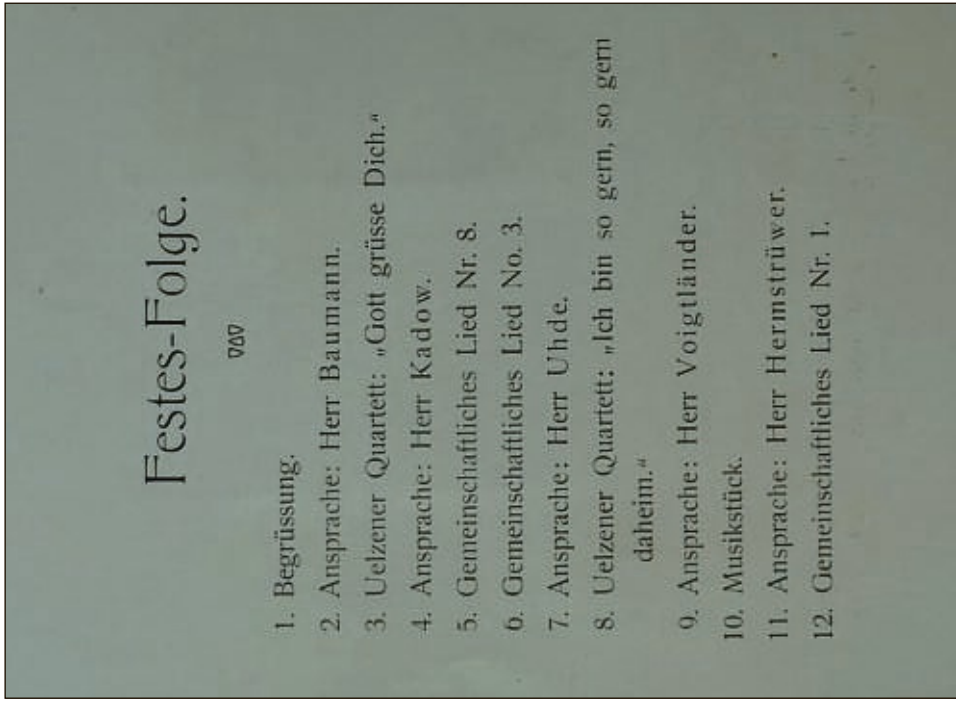 Festes-Folge.
1. Begrüssung.
2. Ansprache: Herr Baumann.
3. Uelzener Quartett: „Gott grüsse Dich.“
4. Ansprache: Herr Kadow.
5. Gemeinschaftliches Lied Nr. 8.
6. Gemeinschaftliches Lied No. 3.
7. Ansprache: Herr Uhde.
8. Uelzener Quartett: „Ich bin so gern, so gern
daheim.“
9. Ansprache: Herr Voigtländer.
10. Musikstück.
11. Ansprache: Herr Hermstrüwer.
12. Gemeinschaftliches Lied Nr. 1.